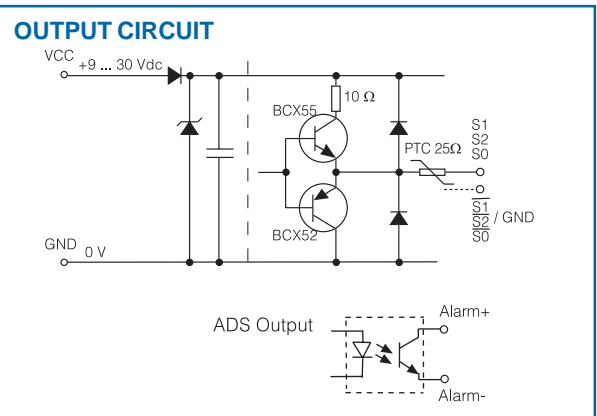 OUTPUT CIRCUIT
VCC +9 ... 30 Vdc
10 Ω
BCX55
PTC 25Ω
S1
S2
S0
S1
S2 / GND
S0
BCX52
GND 0 V
ADS Output
Alarm+
Alarm-